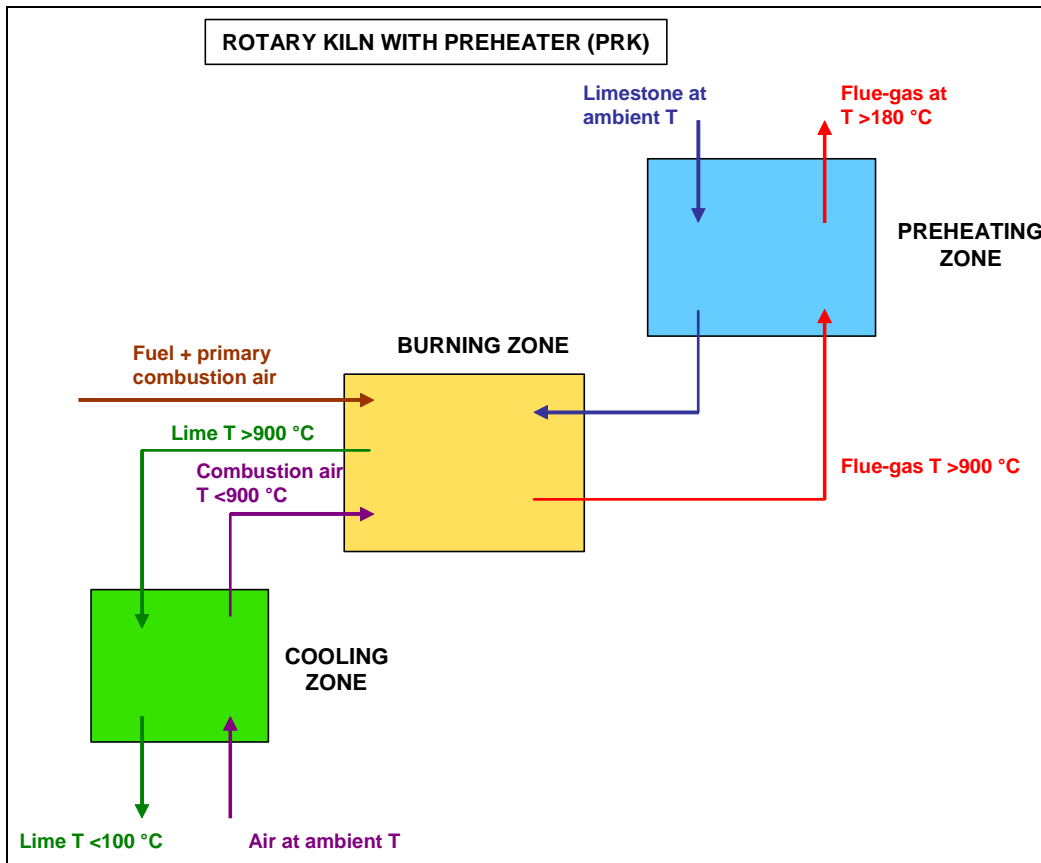 ROTARY KILN WITH PREHEATER (PRK)
Limestone at
ambient T
Flue-gas at
T >180 °C
PREHEATING
ZONE
BURNING ZONE
Fuel + primary
combustion air
Lime T >900 °C
Combustion air
T <900 °C
Flue-gas T >900 °C
COOLING
ZONE
Lime T <100 °C
Air at ambient T